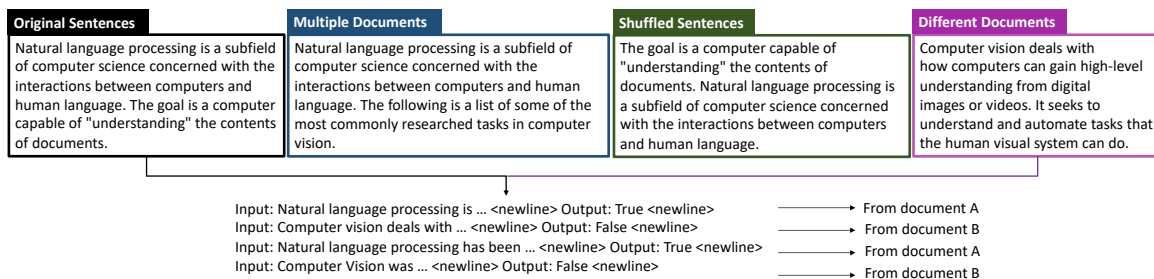 Original Sentences
Natural language processing is a subfield
of computer science concerned with the
interactions between computers and
human language. The goal is a computer
capable of "understanding" the contents
of documents.
Multiple Documents
Natural language processing is a subfield of
computer science concerned with the
interactions between computers and human
language. The following is a list of some of the
most commonly researched tasks in computer
vision.
Shuffled Sentences
The goal is a computer capable of
"understanding" the contents of
documents. Natural language processing is
a subfield of computer science concerned
with the interactions between computers
and human language.
Different Documents
Computer vision deals with
how computers can gain high-level
understanding from digital
images or videos. It seeks to
understand and automate tasks that
the human visual system can do.
Input: Natural language processing is … <newline> Output: True <newline>
From document A
Input: Computer vision deals with … <newline> Output: False <newline>
From document B
Input: Natural language processing has been … <newline> Output: True <newline>
From document A
Input: Computer Vision was … <newline> Output: False <newline>
From document B